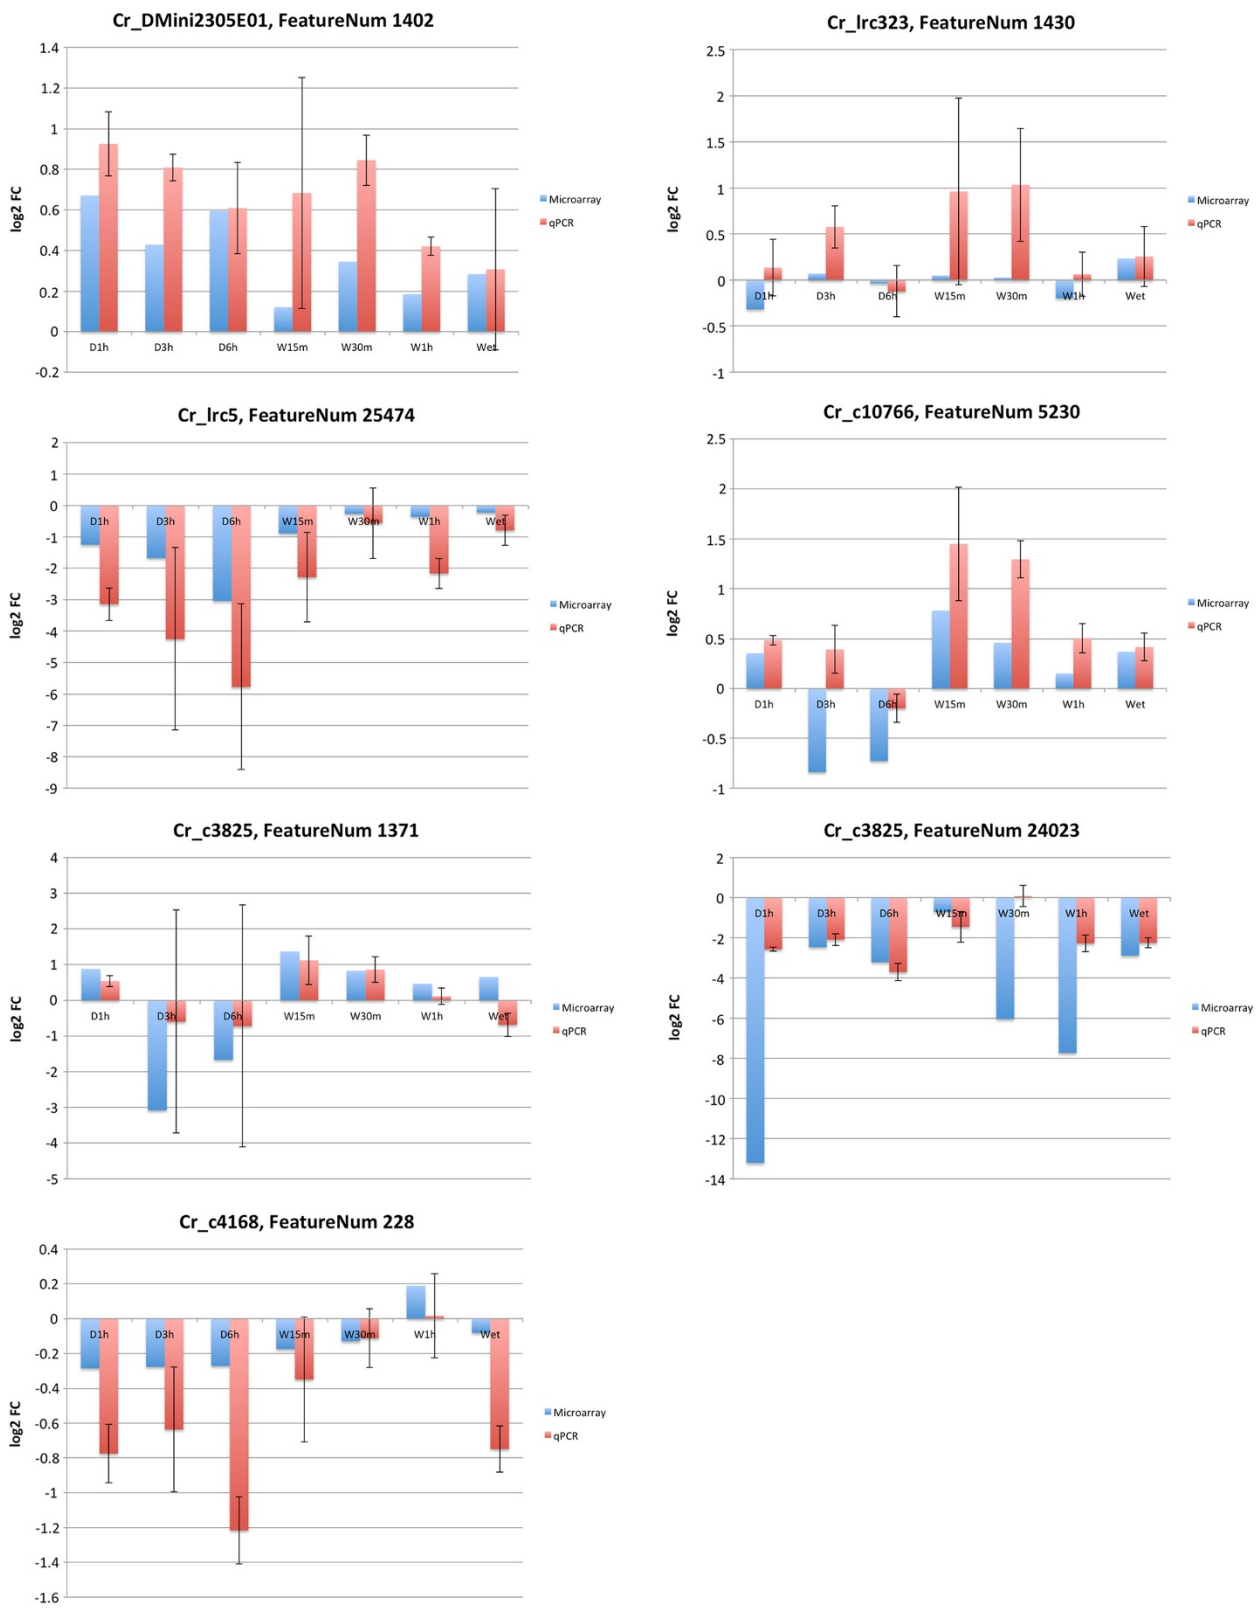 Cr_DMini2305E01, FeatureNum 1402
1.4
1.2
1
0.8
0.6
0.4
0.2
0
-0.2
log2 FC
D1h D3h D6h W15m W30m W1h Wet
Microarray
qPCR
Cr_lrc323, FeatureNum 1430
2.5
2
1.5
1
0.5
0
-0.5
-1
log2 FC
D1h D3h D6h W15m W30m W1h Wet
Microarray
qPCR
Cr_lrc5, FeatureNum 25474
2
1
0
-1
-2
-3
-4
-5
-6
-7
-8
-9
log2 FC
D1h D3h D6h W15m W30m W1h Wet
Microarray
qPCR
Cr_c10766, FeatureNum 5230
2.5
2
1.5
1
0.5
0
-0.5
-1
log2 FC
D1h D3h D6h W15m W30m W1h Wet
Microarray
qPCR
Cr_c3825, FeatureNum 1371
4
3
2
1
0
-1
-2
-3
-4
-5
log2 FC
D1h D3h D6h W15m W30m W1h Wet
Microarray
qPCR
Cr_c3825, FeatureNum 24023
2
0
-2
-4
-6
-8
-10
-12
-14
log2 FC
D1h D3h D6h W15m W30m W1h Wet
Microarray
qPCR
Cr_c4168, FeatureNum 228
0.4
0.2
0
-0.2
-0.4
-0.6
-0.8
-1
-1.2
-1.4
-1.6
log2 FC
D1h D3h D6h W15m W30m W1h Wet
Microarray
qPCR